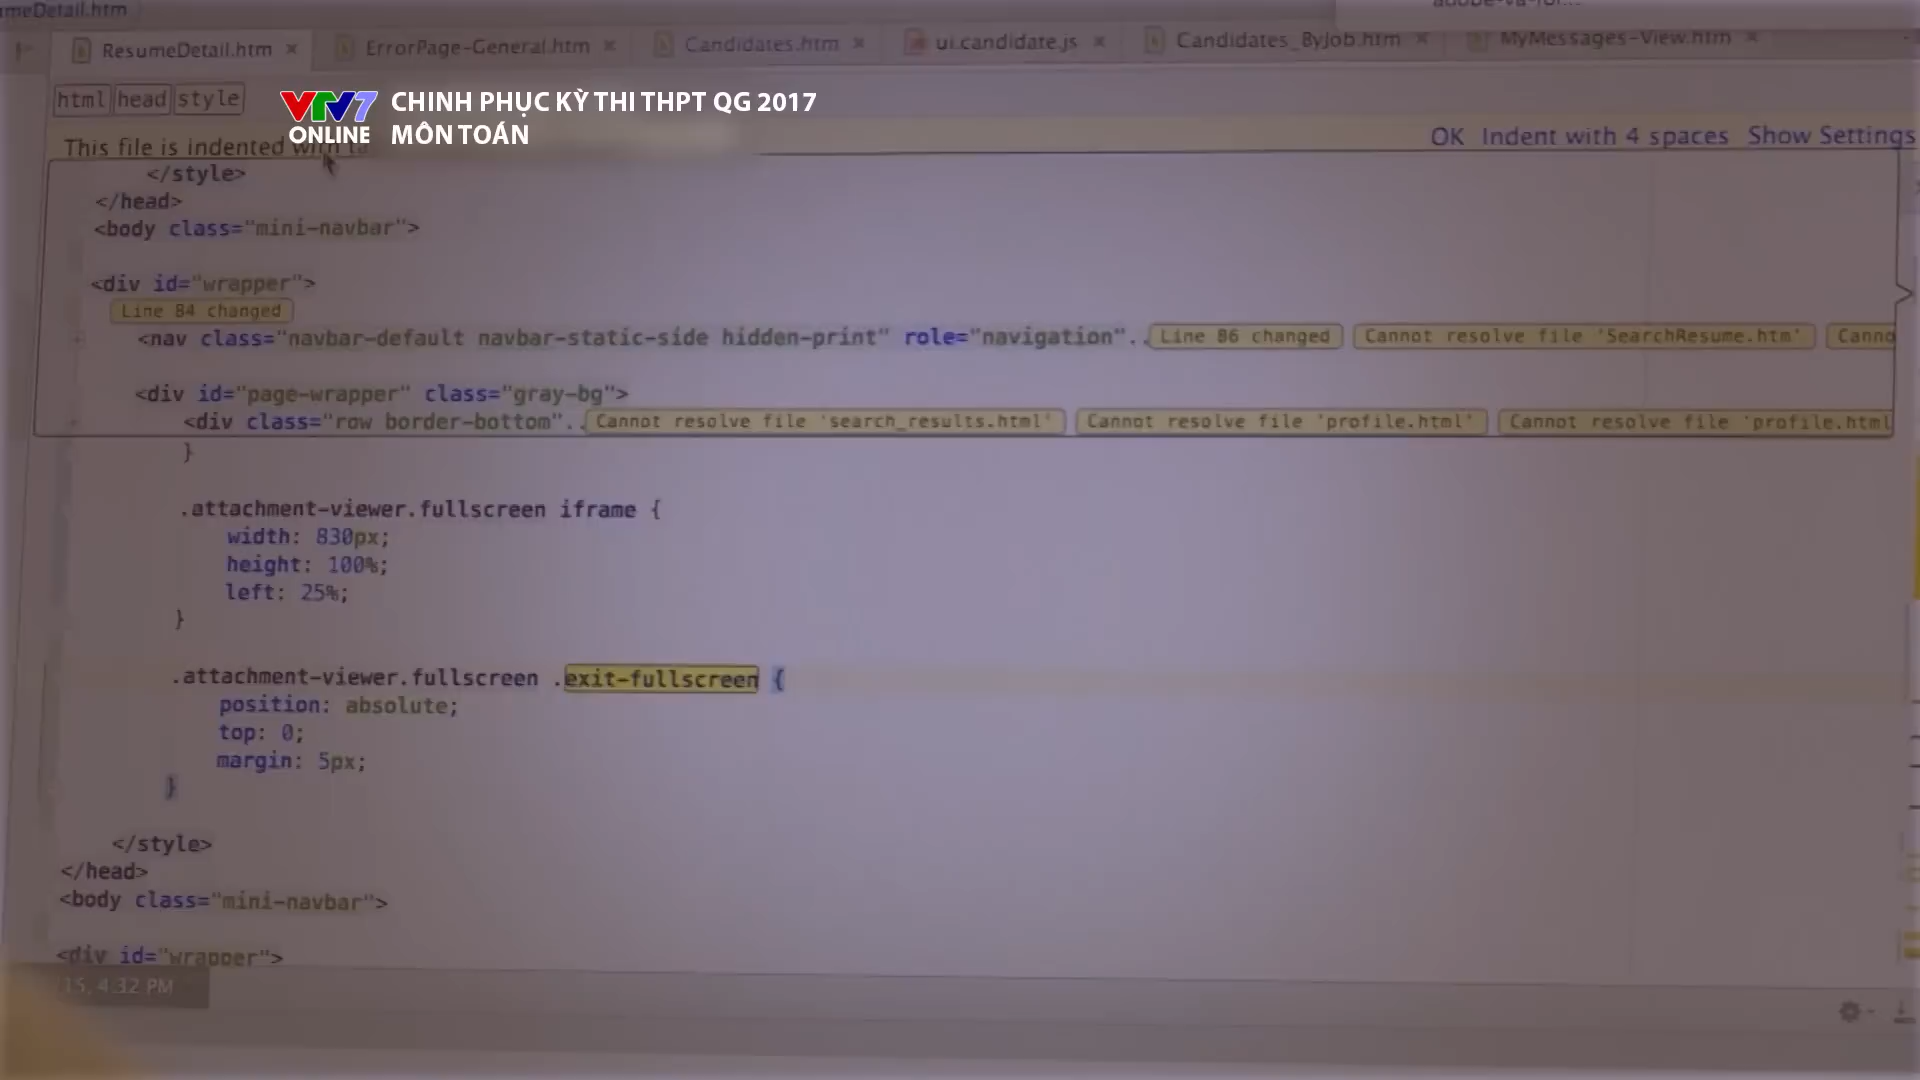 ResumeDetail.htm ErrorPage-General.htm Candidates.htm ui.candidate.js Candidates_ByJob.htm MyMessages-View.htm
html head style
VTV7 ONLINE
CHINH PHỤC KỲ THI THPT QG 2017
MÔN TOÁN
This file is indented with
OK Indent with 4 spaces Show Settings
</style>
</head>
<body class="mini-navbar">
<div id="wrapper">
Line 84 changed
<nav class="navbar-default navbar-static-side hidden-print" role="navigation".. Line 86 changed Cannot resolve file 'SearchResume.htm'
<div id="page-wrapper" class="gray-bg">
<div class="row border-bottom".. Cannot resolve file 'search_results.html' Cannot resolve file 'profile.html' Cannot resolve file 'profile.html
}
.attachment-viewer.fullscreen iframe {
width: 830px;
height: 100%;
left: 25%;
}
.attachment-viewer.fullscreen .exit-fullscreen {
position: absolute;
top: 0;
margin: 5px;
}
</style>
</head>
<body class="mini-navbar">
<div id="wrapper">
15, 4:32 PM